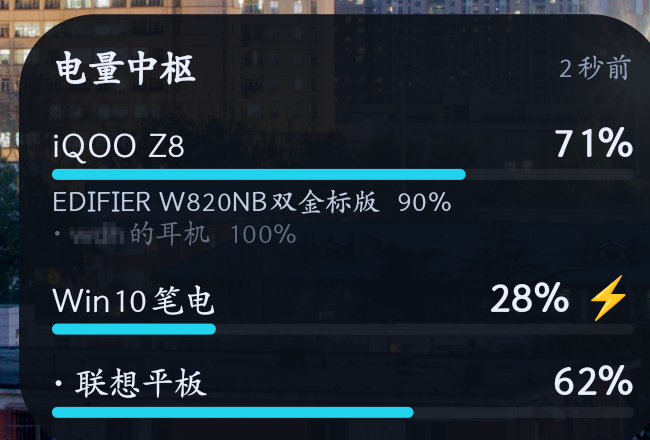 电量中枢 2秒前
iQOO Z8 71%
EDIFIER W820NB双金标版 90%
· 的耳机 100%
Win10笔电 28% ⚡
· 联想平板 62%